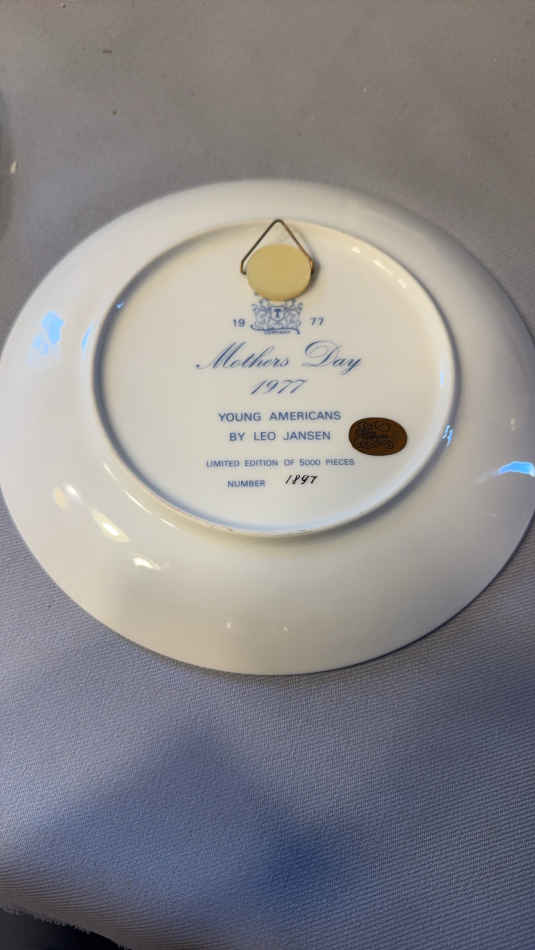 19 T 77
Mothers Day
1977
YOUNG AMERICANS
BY LEO JANSEN
LIMITED EDITION OF 5000 PIECES
NUMBER 1897